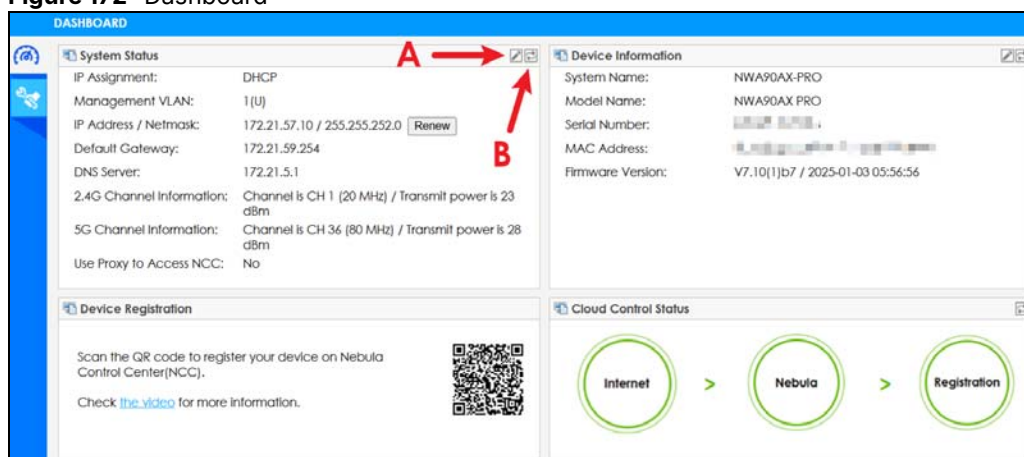 Figure 172 Dashboard
DASHBOARD
System Status
A
IP Assignment: DHCP
Management VLAN: 1(U)
IP Address / Netmask: 172.21.57.10 / 255.255.252.0 Renew
B
Default Gateway: 172.21.59.254
DNS Server: 172.21.5.1
2.4G Channel Information: Channel is CH 1 (20 MHz) / Transmit power is 23
dBm
5G Channel Information: Channel is CH 36 (80 MHz) / Transmit power is 28
dBm
Use Proxy to Access NCC: No
Device Information
System Name: NWA90AX-PRO
Model Name: NWA90AX PRO
Serial Number:
MAC Address:
Firmware Version: V7.10(1)b7 / 2025-01-03 05:56:56
Device Registration
Scan the QR code to register your device on Nebula
Control Center(NCC).
Check the video for more information.
Cloud Control Status
Internet > Nebula > Registration